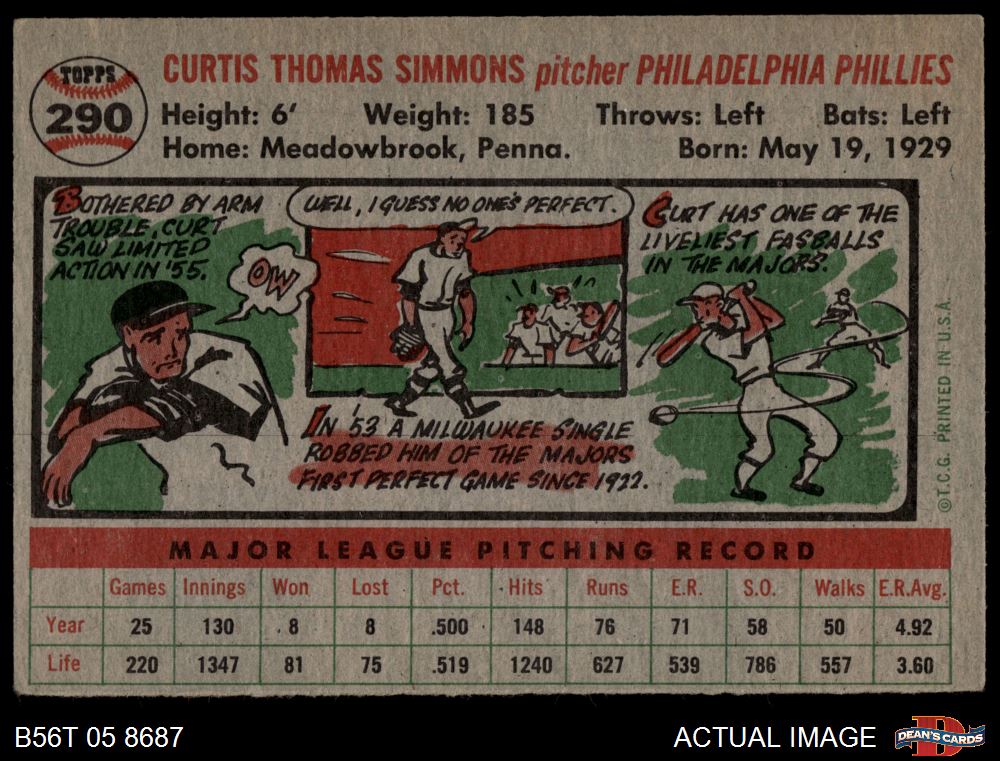 TOPPS
290
CURTIS THOMAS SIMMONS pitcher PHILADELPHIA PHILLIES
Height: 6' Weight: 185 Throws: Left Bats: Left
Home: Meadowbrook, Penna. Born: May 19, 1929
BOTHERED BY ARM
TROUBLE, CURT
SAW LIMITED
ACTION IN '55.
OW
WELL, I GUESS NO ONE'S PERFECT.
IN '53 A MILWAUKEE SINGLE
ROBBED HIM OF THE MAJORS
FIRST PERFECT GAME SINCE 1922.
CURT HAS ONE OF THE
LIVELIEST FASBALLS
IN THE MAJORS.
©T.C.G. PRINTED IN U.S.A.
MAJOR LEAGUE PITCHING RECORD
Games Innings Won Lost Pct. Hits Runs E.R. S.O. Walks E.R.Avg.
Year 25 130 8 8 .500 148 76 71 58 50 4.92
Life 220 1347 81 75 .519 1240 627 539 786 557 3.60
B56T 05 8687 ACTUAL IMAGE
DEAN'S CARDS